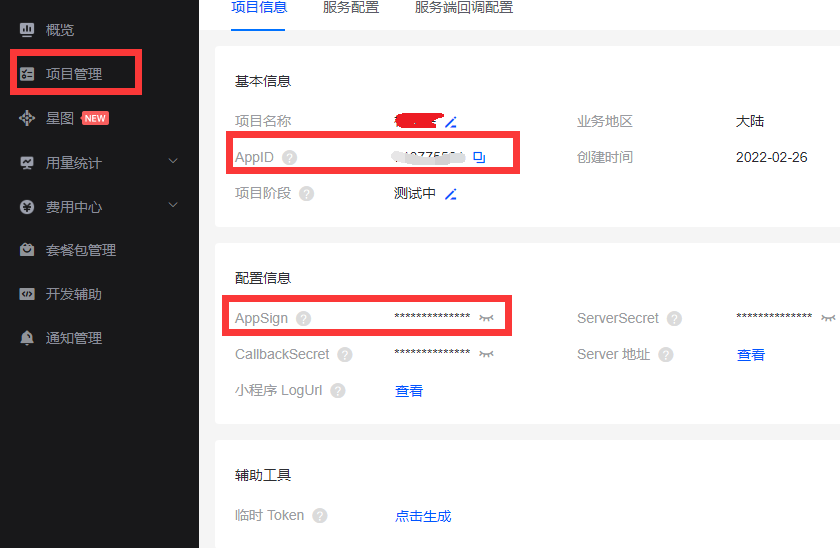 项目信息 服务配置 服务端回调配置
概览
项目管理
星图 NEW
用量统计
费用中心
套餐包管理
开发辅助
通知管理
基本信息
项目名称 业务地区 大陆
AppID ? 创建时间 2022-02-26
项目阶段 ? 测试中
配置信息
AppSign ? ************** ServerSecret ? **************
CallbackSecret ? ************** Server 地址 ? 查看
小程序 LogUrl ? 查看
辅助工具
临时 Token ? 点击生成